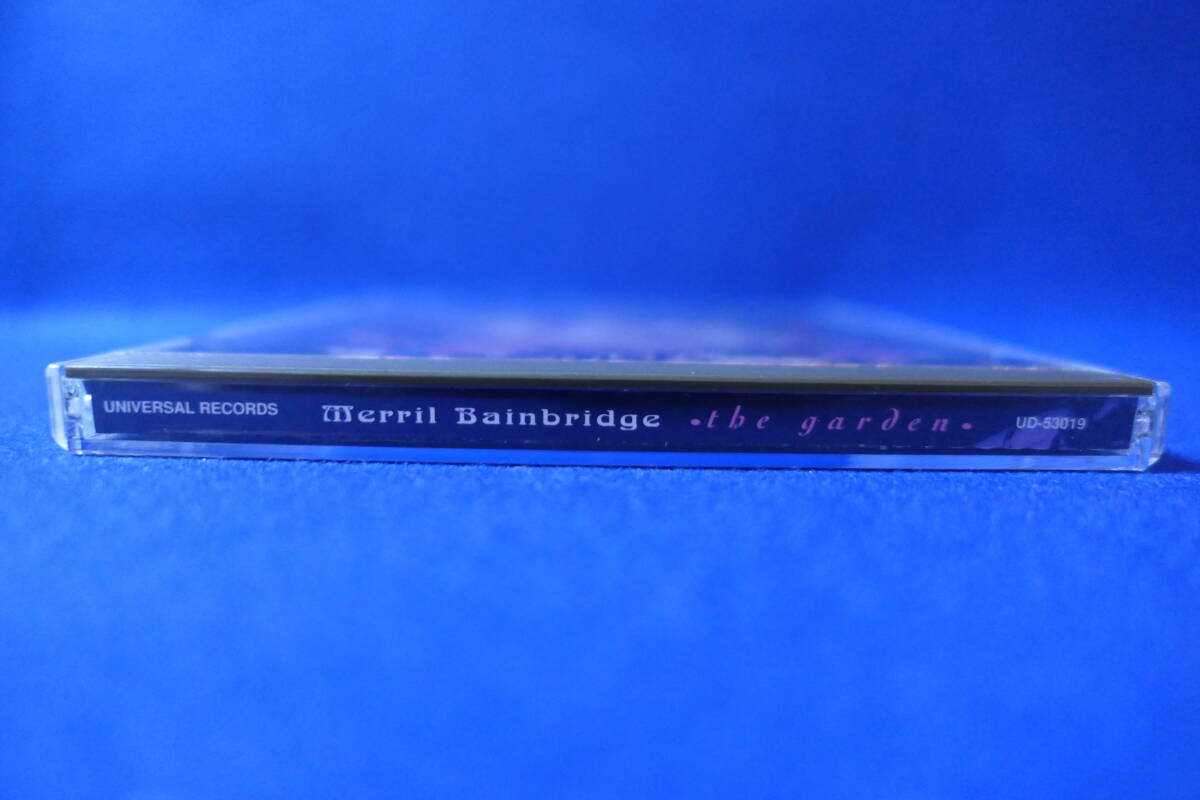 UNIVERSAL RECORDS Merril Bainbridge •the garden• UD-53019